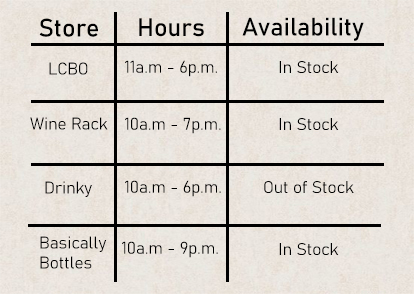 Store Hours Availability
LCBO 11a.m - 6p.m. In Stock
Wine Rack 10a.m - 7p.m. In Stock
Drinky 10a.m - 6p.m. Out of Stock
Basically
Bottles 10a.m - 9p.m. In Stock